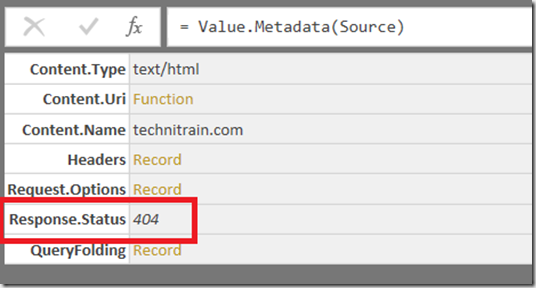 fx = Value.Metadata(Source)
Content.Type text/html
Content.Uri Function
Content.Name technitrain.com
Headers Record
Request.Options Record
Response.Status 404
QueryFolding Record